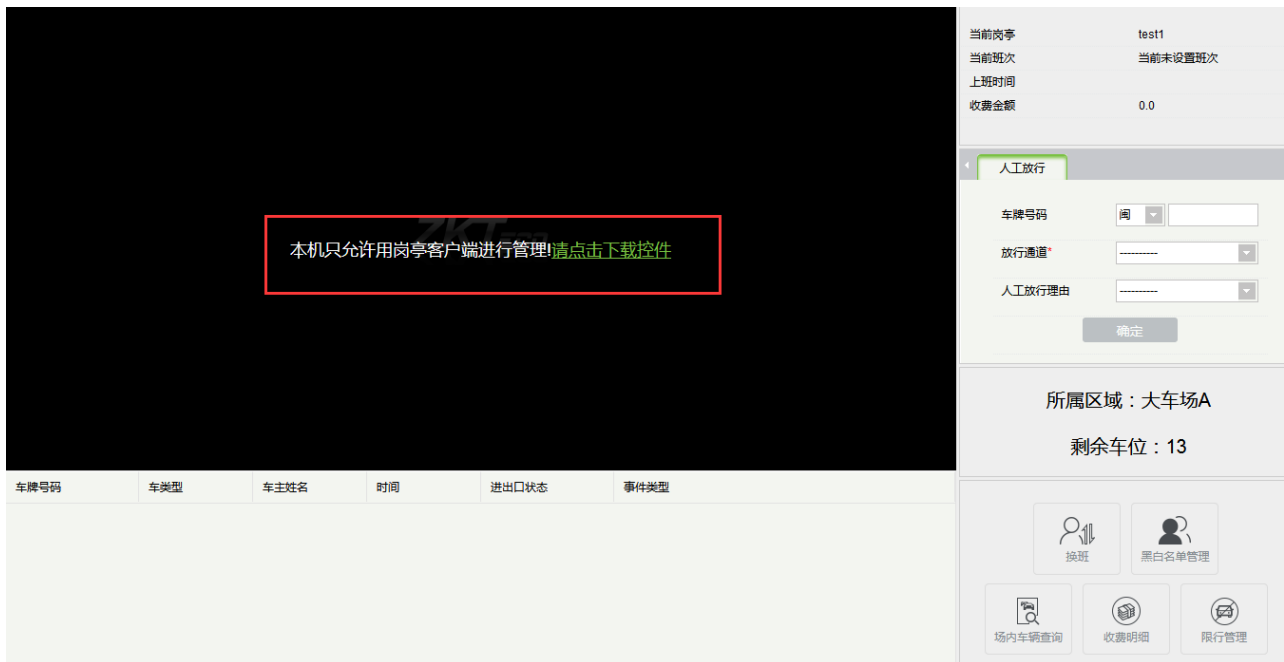 当前岗亭 test1
当前班次 当前未设置班次
上班时间
收费金额 0.0
人工放行
车牌号码 闽
放行通道* ----------
人工放行理由 ----------
确定
ZKTeco
本机只允许用岗亭客户端进行管理!请点击下载控件
所属区域：大车场A
剩余车位：13
车牌号码 车类型 车主姓名 时间 进出口状态 事件类型
换班 黑白名单管理
场内车辆查询 收费明细 限行管理